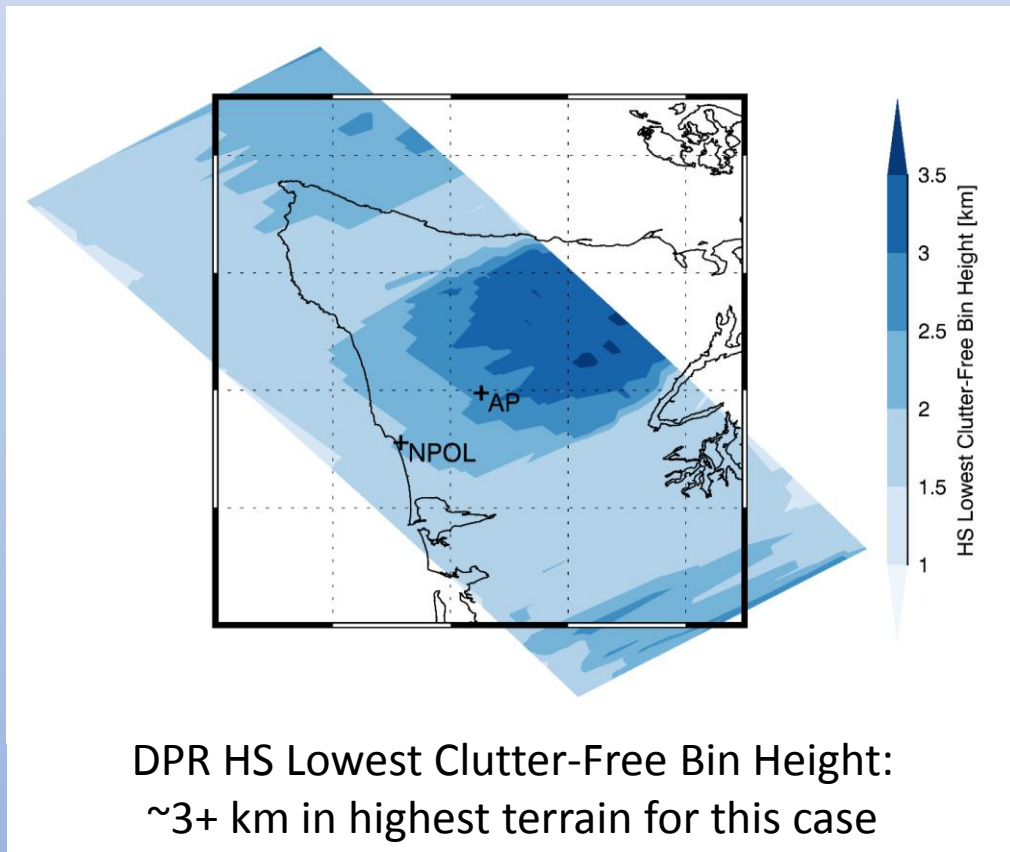 3.5
3
2.5
2
1.5
1
HS Lowest Clutter-Free Bin Height [km]
AP
NPOL
DPR HS Lowest Clutter-Free Bin Height:
~3+ km in highest terrain for this case